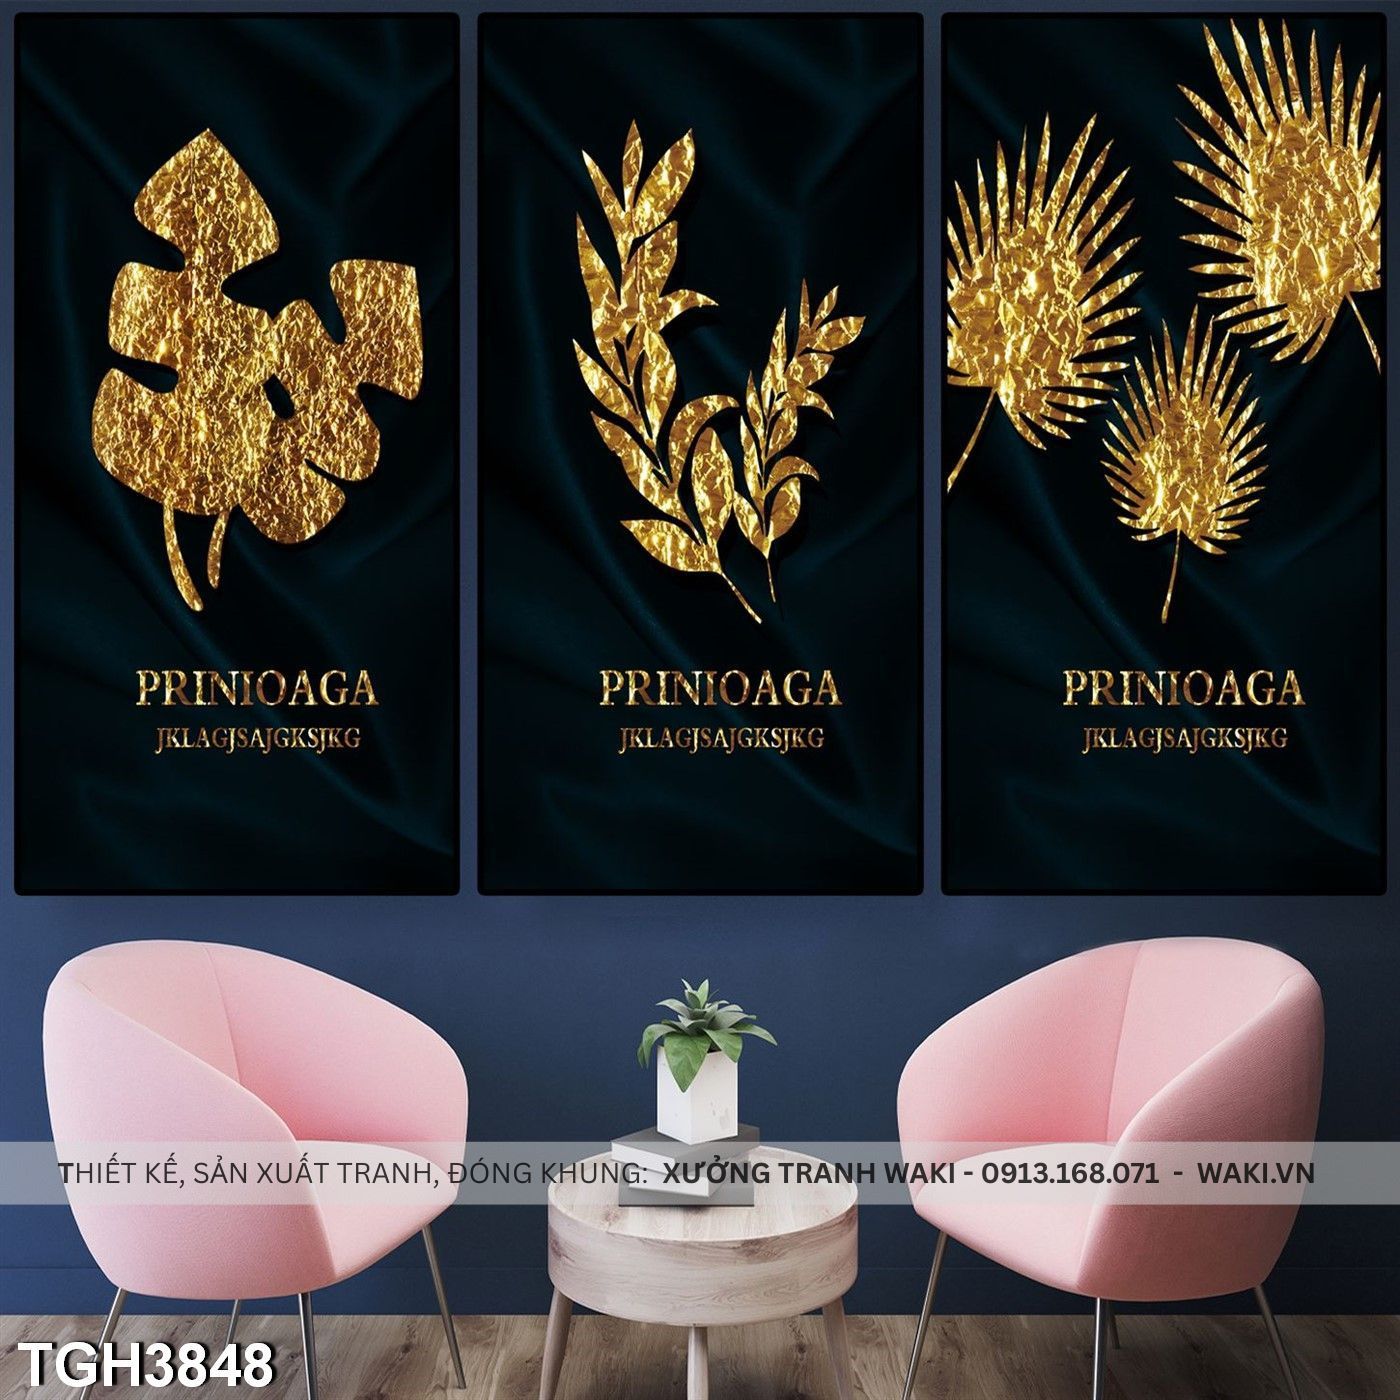 PRINIOAGA
JKLAGJSAJGKSJKG
PRINIOAGA
JKLAGJSAJGKSJKG
PRINIOAGA
JKLAGJSAJGKSJKG
THIẾT KẾ, SẢN XUẤT TRANH, ĐÓNG KHUNG: XƯỞNG TRANH WAKI - 0913.168.071 - WAKI.VN
TGH3848